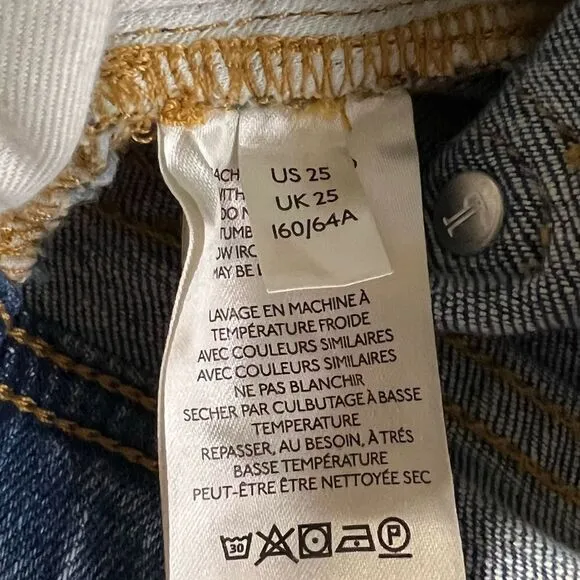 US 25
UK 25
160/64A
LAVAGE EN MACHINE À
TEMPÉRATURE FROIDE
AVEC COULEURS SIMILAIRES
AVEC COULEURS SIMILAIRES
NE PAS BLANCHIR
SECHER PAR CULBUTAGE À BASSE
TEMPERATURE
REPASSER, AU BESOIN, À TRÉS
BASSE TEMPÉRATURE
PEUT-ÊTRE ÊTRE NETTOYÉE SEC
30
P